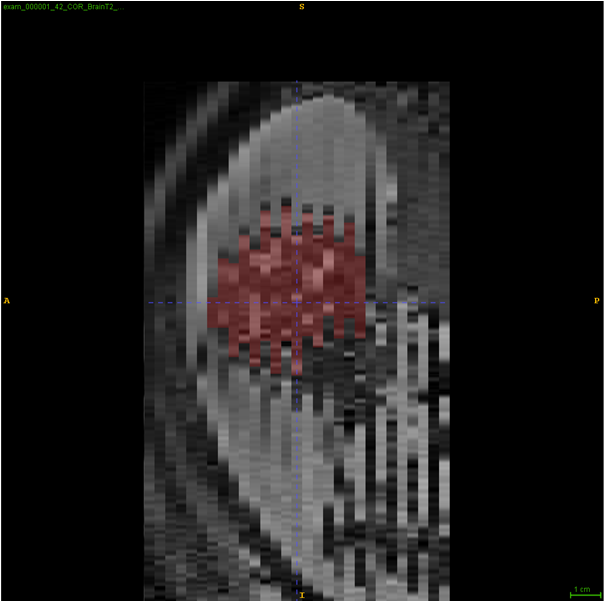 exam_000001_42_COR_BrainT2_...
S
A
P
I
1 cm